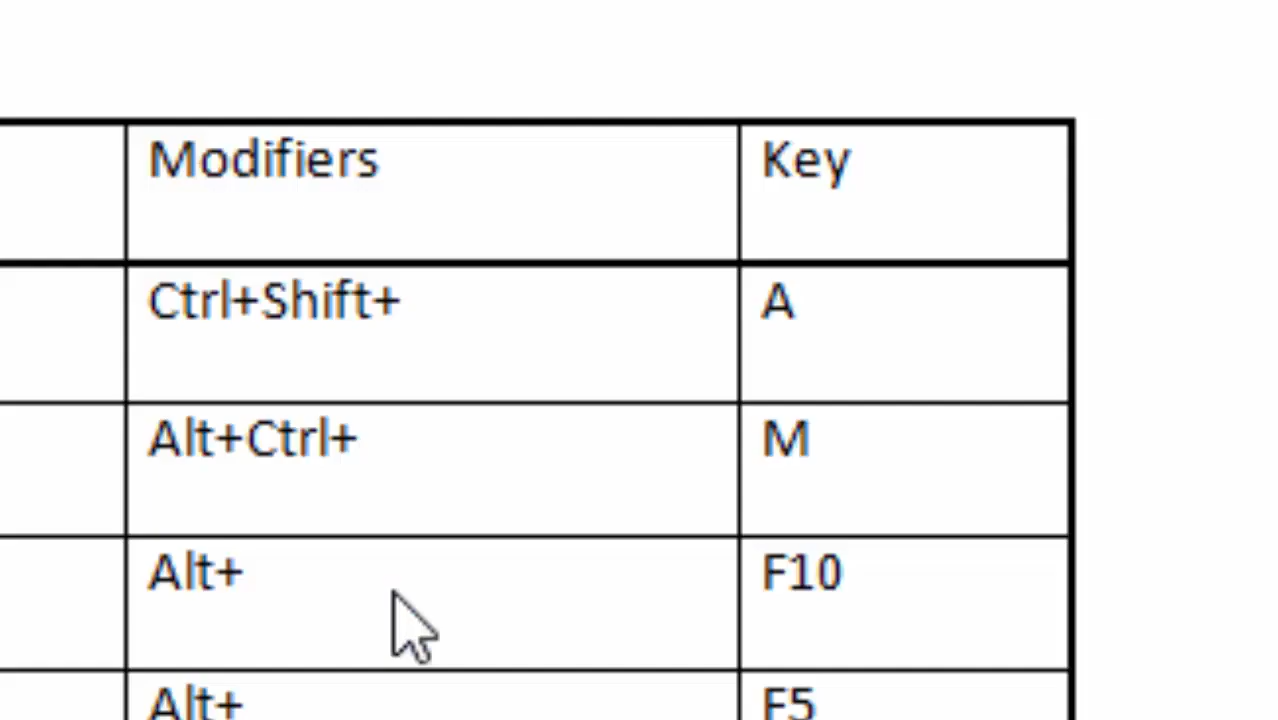 Modifiers Key
Ctrl+Shift+ A
Alt+Ctrl+ M
Alt+ F10
Alt+ F5